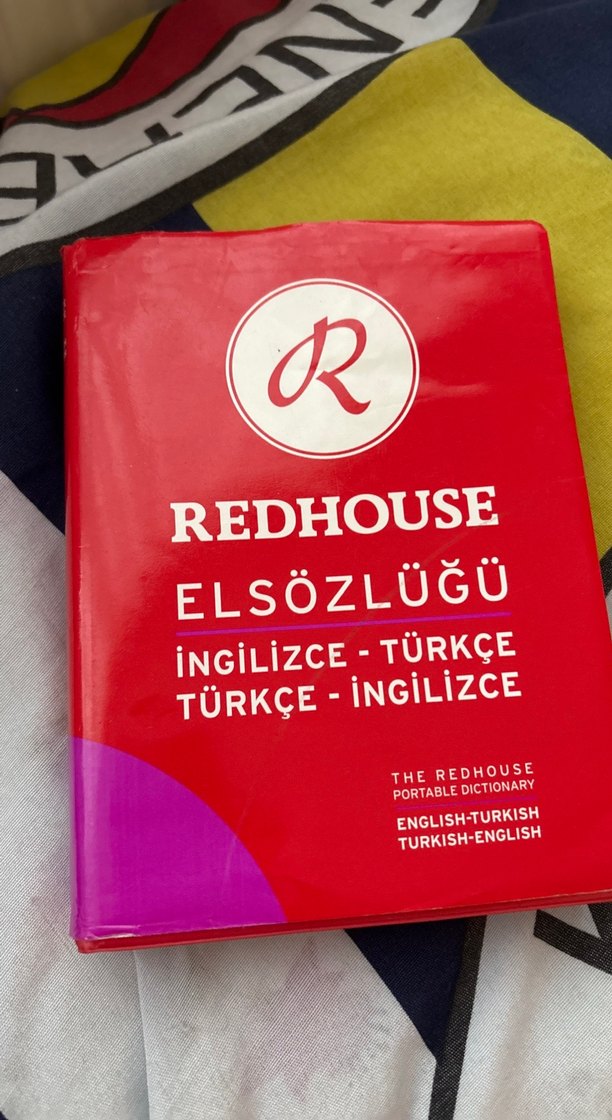 R
REDHOUSE
ELSÖZLÜĞÜ
İNGİLİZCE - TÜRKÇE
TÜRKÇE - İNGİLİZCE
THE REDHOUSE
PORTABLE DICTIONARY
ENGLISH-TURKISH
TURKISH-ENGLISH